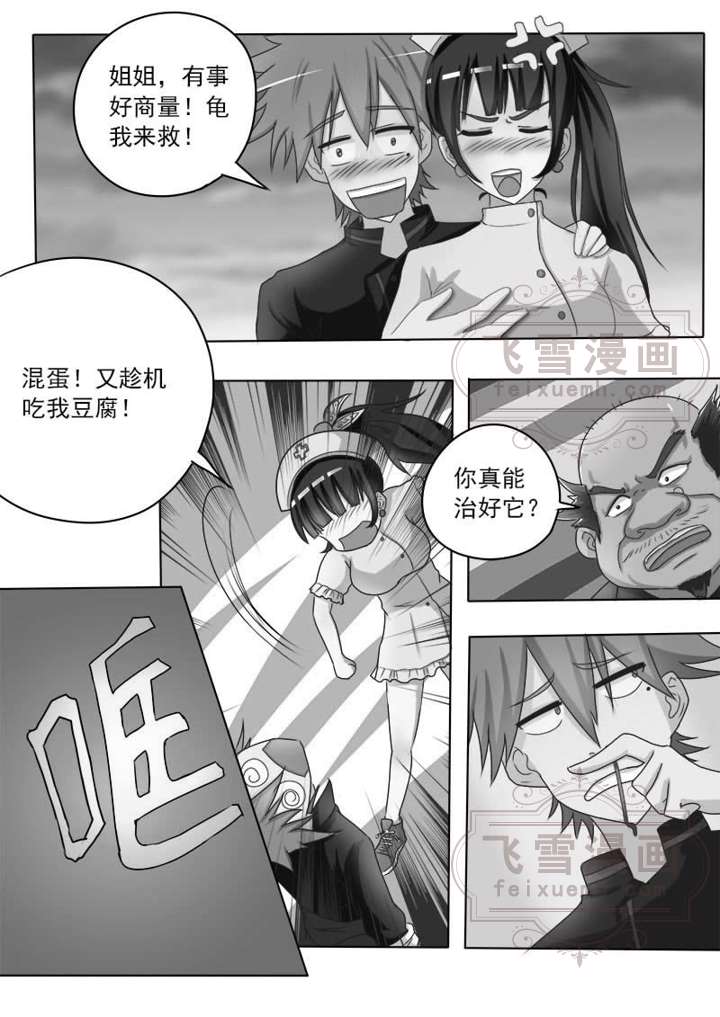 姐姐，有事
好商量！龟
我来救！
混蛋！又趁机
吃我豆腐！
你真能
治好它？
哐
飞雪漫画
feixuemh.com
飞雪漫画
feixuemh.com